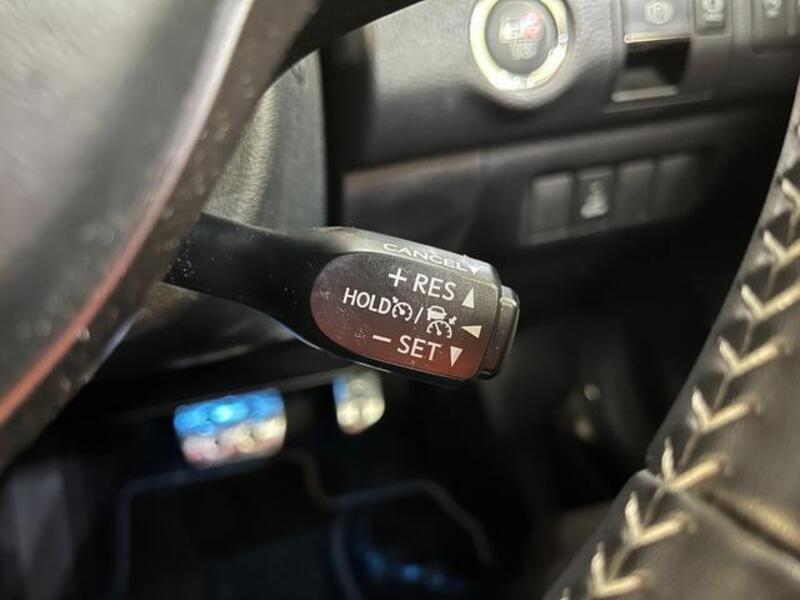 CANCEL
+ RES
HOLD /
− SET